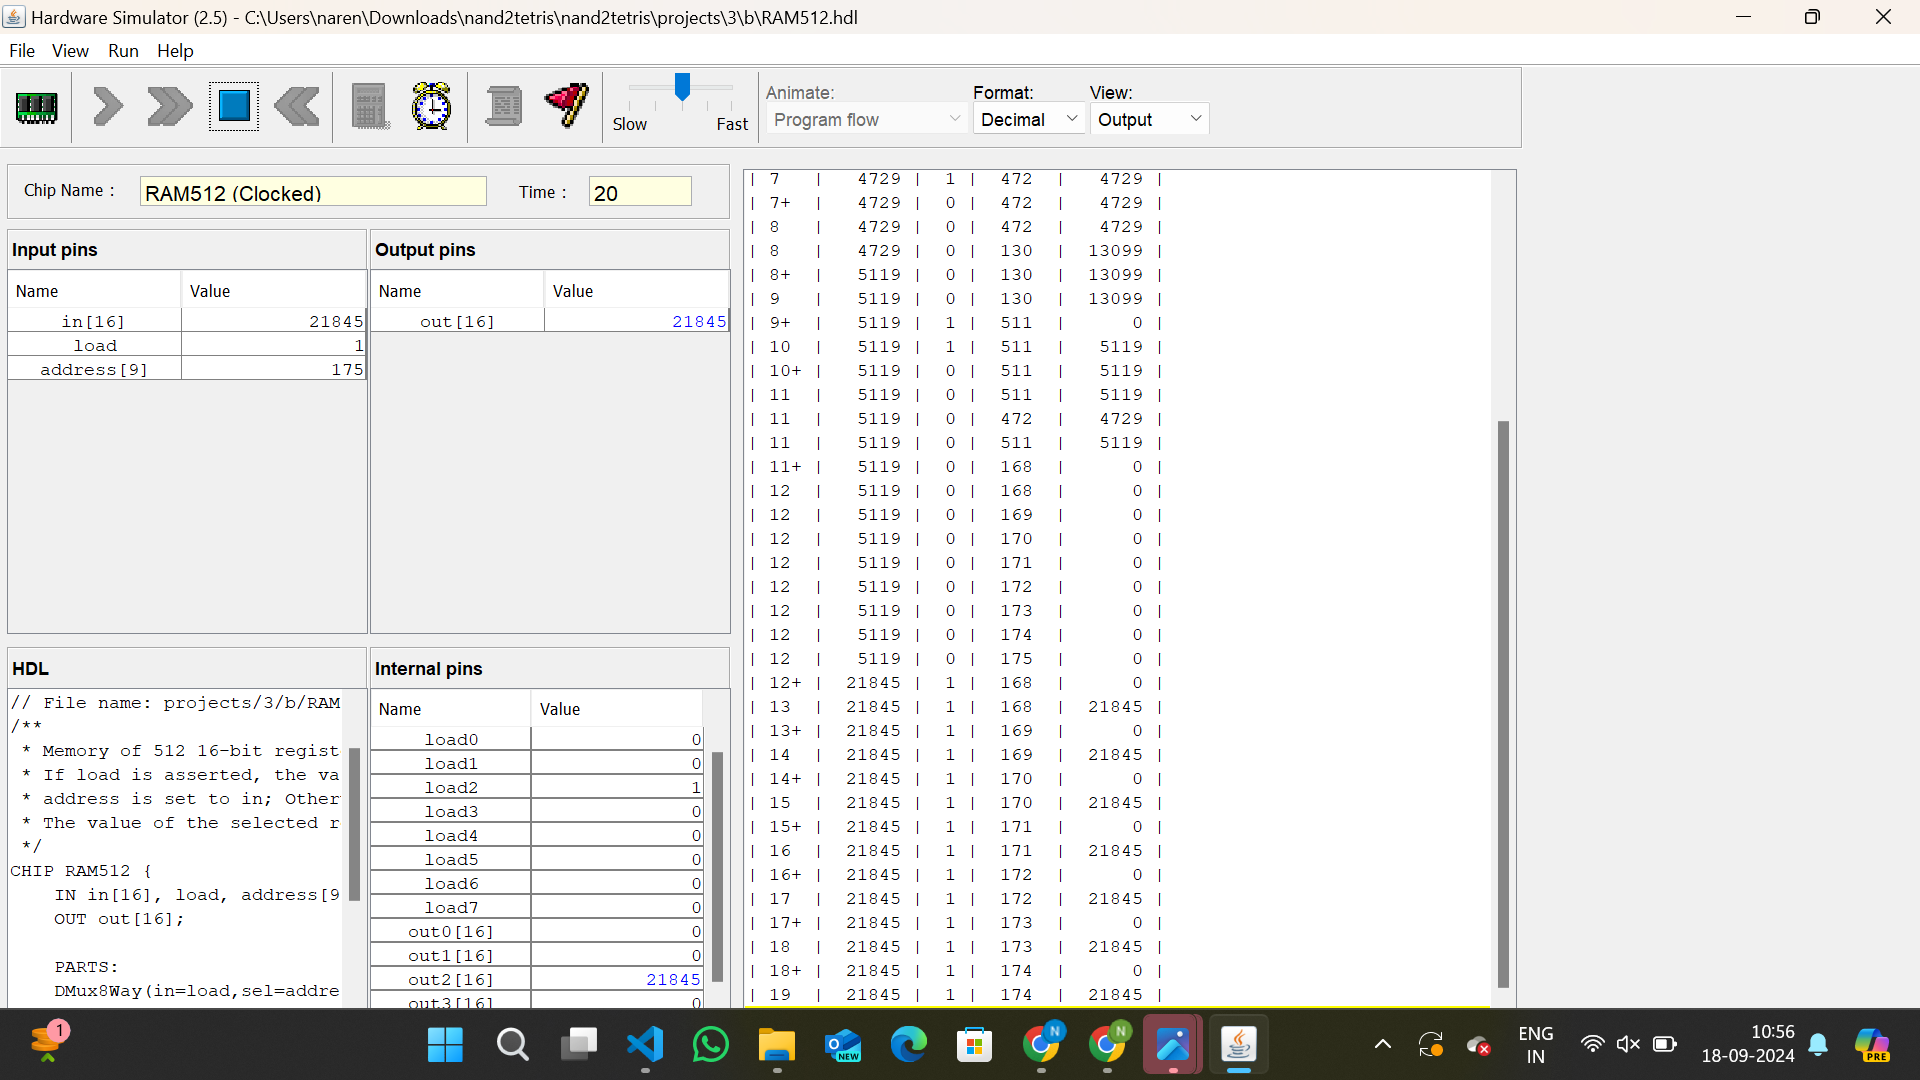 Hardware Simulator (2.5) - C:\Users\naren\Downloads\nand2tetris\nand2tetris\projects\3\b\RAM512.hdl
File View Run Help
Slow Fast
Animate:
Program flow
Format:
Decimal
View:
Output
Chip Name :
RAM512 (Clocked)
Time :
20
Input pins
Name Value
in[16] 21845
load 1
address[9] 175
Output pins
Name Value
out[16] 21845
HDL
// File name: projects/3/b/RAM
/**
* Memory of 512 16-bit regist
* If load is asserted, the va
* address is set to in; Other
* The value of the selected r
*/
CHIP RAM512 {
IN in[16], load, address[9
OUT out[16];
PARTS:
DMux8Way(in=load,sel=addre
Internal pins
Name Value
load0 0
load1 0
load2 1
load3 0
load4 0
load5 0
load6 0
load7 0
out0[16] 0
out1[16] 0
out2[16] 21845
out3[16] 0
| 7 | 4729 | 1 | 472 | 4729 |
| 7+ | 4729 | 0 | 472 | 4729 |
| 8 | 4729 | 0 | 472 | 4729 |
| 8 | 4729 | 0 | 130 | 13099 |
| 8+ | 5119 | 0 | 130 | 13099 |
| 9 | 5119 | 0 | 130 | 13099 |
| 9+ | 5119 | 1 | 511 | 0 |
| 10 | 5119 | 1 | 511 | 5119 |
| 10+ | 5119 | 0 | 511 | 5119 |
| 11 | 5119 | 0 | 511 | 5119 |
| 11 | 5119 | 0 | 472 | 4729 |
| 11 | 5119 | 0 | 511 | 5119 |
| 11+ | 5119 | 0 | 168 | 0 |
| 12 | 5119 | 0 | 168 | 0 |
| 12 | 5119 | 0 | 169 | 0 |
| 12 | 5119 | 0 | 170 | 0 |
| 12 | 5119 | 0 | 171 | 0 |
| 12 | 5119 | 0 | 172 | 0 |
| 12 | 5119 | 0 | 173 | 0 |
| 12 | 5119 | 0 | 174 | 0 |
| 12 | 5119 | 0 | 175 | 0 |
| 12+ | 21845 | 1 | 168 | 0 |
| 13 | 21845 | 1 | 168 | 21845 |
| 13+ | 21845 | 1 | 169 | 0 |
| 14 | 21845 | 1 | 169 | 21845 |
| 14+ | 21845 | 1 | 170 | 0 |
| 15 | 21845 | 1 | 170 | 21845 |
| 15+ | 21845 | 1 | 171 | 0 |
| 16 | 21845 | 1 | 171 | 21845 |
| 16+ | 21845 | 1 | 172 | 0 |
| 17 | 21845 | 1 | 172 | 21845 |
| 17+ | 21845 | 1 | 173 | 0 |
| 18 | 21845 | 1 | 173 | 21845 |
| 18+ | 21845 | 1 | 174 | 0 |
| 19 | 21845 | 1 | 174 | 21845 |
1
NEW
N
N
ENG
IN
10:56
18-09-2024
PRE